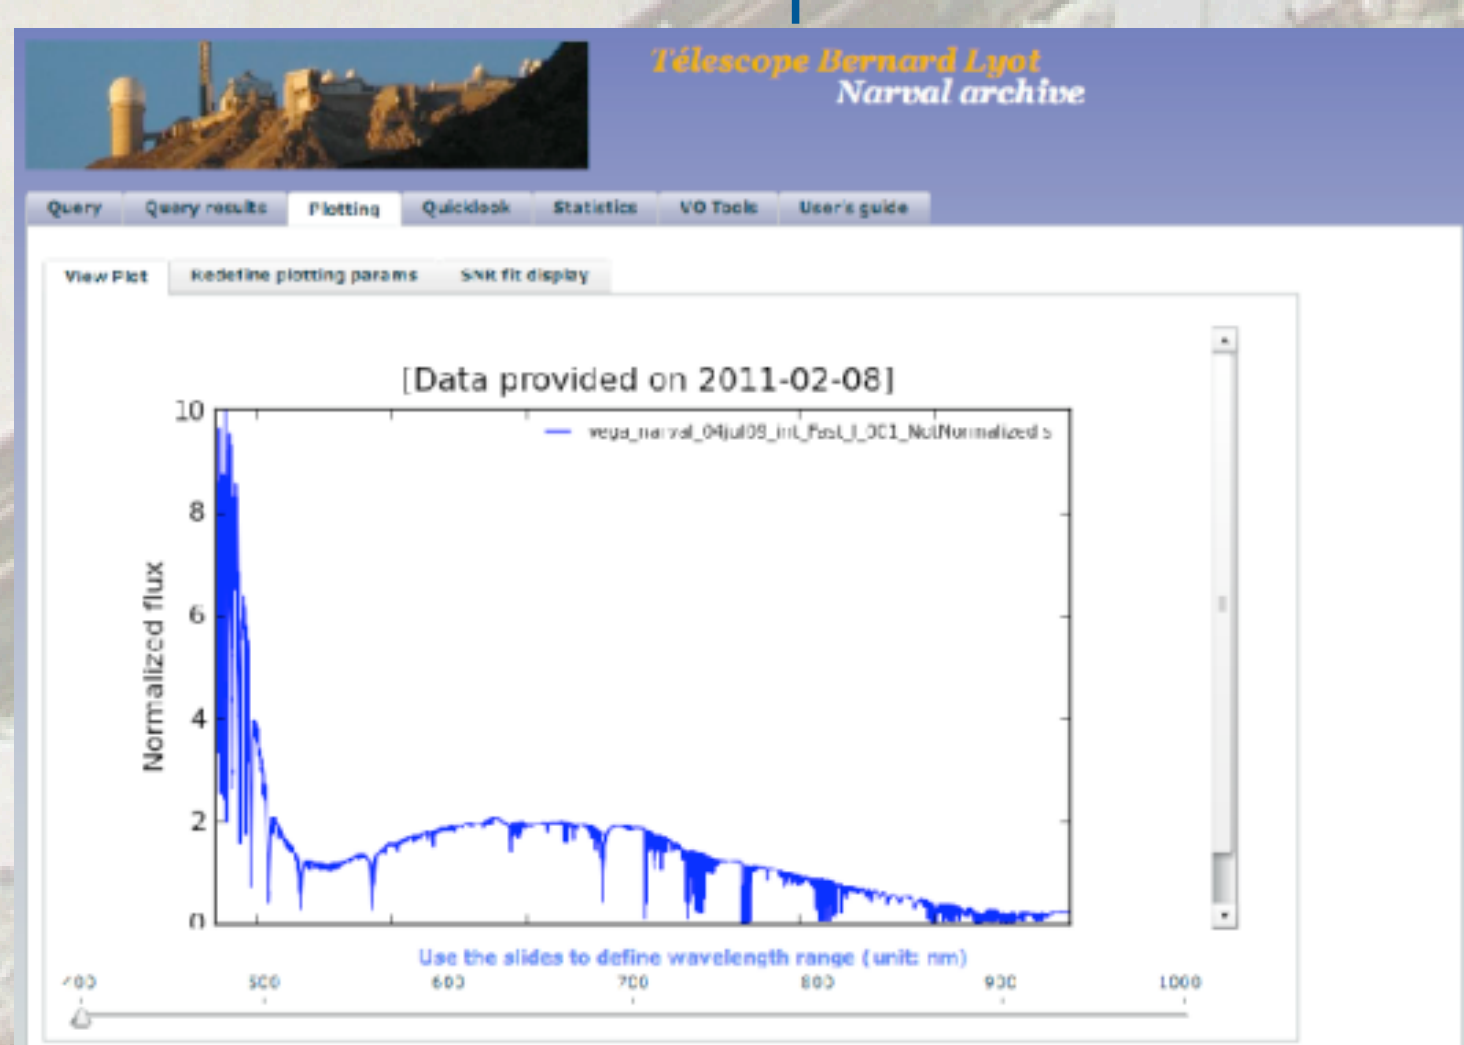 Télescope Bernard Lyot
Narval archive
Query Query results Plotting Quicklook Statistics VO Tools User's guide
View Plot Redefine plotting params SNR fit display
[Data provided on 2011-02-08]
10
vega_narval_04jul09_int_Fast_I_001_NotNormalized s
8
6
Normalized flux
4
2
0
Use the slides to define wavelength range (unit: nm)
400 500 600 700 800 900 1000